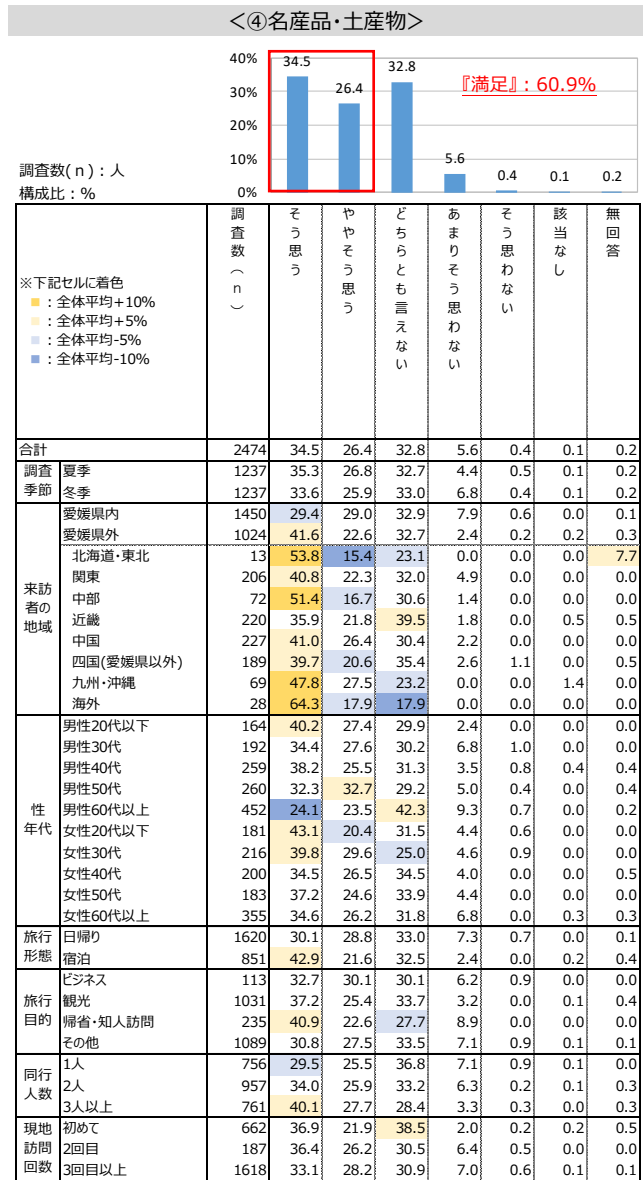 ＜④名産品・土産物＞
40%
30%
20%
10%
0%
34.5
26.4
32.8
5.6
0.4
0.1
0.2
『満足』：60.9%
調査数(ｎ)：人
構成比：%
※下記セルに着色
■：全体平均+10%
■：全体平均+5%
■：全体平均-5%
■：全体平均-10%
調査数（ｎ）
そう思う
ややそう思う
どちらとも言えない
あまりそう思わない
そう思わない
該当なし
無回答
合計 2474 34.5 26.4 32.8 5.6 0.4 0.1 0.2
調査季節
夏季 1237 35.3 26.8 32.7 4.4 0.5 0.1 0.2
冬季 1237 33.6 25.9 33.0 6.8 0.4 0.1 0.2
来訪者の地域
愛媛県内 1450 29.4 29.0 32.9 7.9 0.6 0.0 0.1
愛媛県外 1024 41.6 22.6 32.7 2.4 0.2 0.2 0.3
北海道・東北 13 53.8 15.4 23.1 0.0 0.0 0.0 7.7
関東 206 40.8 22.3 32.0 4.9 0.0 0.0 0.0
中部 72 51.4 16.7 30.6 1.4 0.0 0.0 0.0
近畿 220 35.9 21.8 39.5 1.8 0.0 0.5 0.5
中国 227 41.0 26.4 30.4 2.2 0.0 0.0 0.0
四国(愛媛県以外) 189 39.7 20.6 35.4 2.6 1.1 0.0 0.5
九州・沖縄 69 47.8 27.5 23.2 0.0 0.0 1.4 0.0
海外 28 64.3 17.9 17.9 0.0 0.0 0.0 0.0
性年代
男性20代以下 164 40.2 27.4 29.9 2.4 0.0 0.0 0.0
男性30代 192 34.4 27.6 30.2 6.8 1.0 0.0 0.0
男性40代 259 38.2 25.5 31.3 3.5 0.8 0.4 0.4
男性50代 260 32.3 32.7 29.2 5.0 0.4 0.0 0.4
男性60代以上 452 24.1 23.5 42.3 9.3 0.7 0.0 0.2
女性20代以下 181 43.1 20.4 31.5 4.4 0.6 0.0 0.0
女性30代 216 39.8 29.6 25.0 4.6 0.9 0.0 0.0
女性40代 200 34.5 26.5 34.5 4.0 0.0 0.0 0.5
女性50代 183 37.2 24.6 33.9 4.4 0.0 0.0 0.0
女性60代以上 355 34.6 26.2 31.8 6.8 0.0 0.3 0.3
旅行形態
日帰り 1620 30.1 28.8 33.0 7.3 0.7 0.0 0.1
宿泊 851 42.9 21.6 32.5 2.4 0.0 0.2 0.4
旅行目的
ビジネス 113 32.7 30.1 30.1 6.2 0.9 0.0 0.0
観光 1031 37.2 25.4 33.7 3.2 0.0 0.1 0.4
帰省・知人訪問 235 40.9 22.6 27.7 8.9 0.0 0.0 0.0
その他 1089 30.8 27.5 33.5 7.1 0.9 0.1 0.1
同行人数
1人 756 29.5 25.5 36.8 7.1 0.9 0.1 0.0
2人 957 34.0 25.9 33.2 6.3 0.2 0.1 0.3
3人以上 761 40.1 27.7 28.4 3.3 0.3 0.0 0.3
現地訪問回数
初めて 662 36.9 21.9 38.5 2.0 0.2 0.2 0.5
2回目 187 36.4 26.2 30.5 6.4 0.5 0.0 0.0
3回目以上 1618 33.1 28.2 30.9 7.0 0.6 0.1 0.1